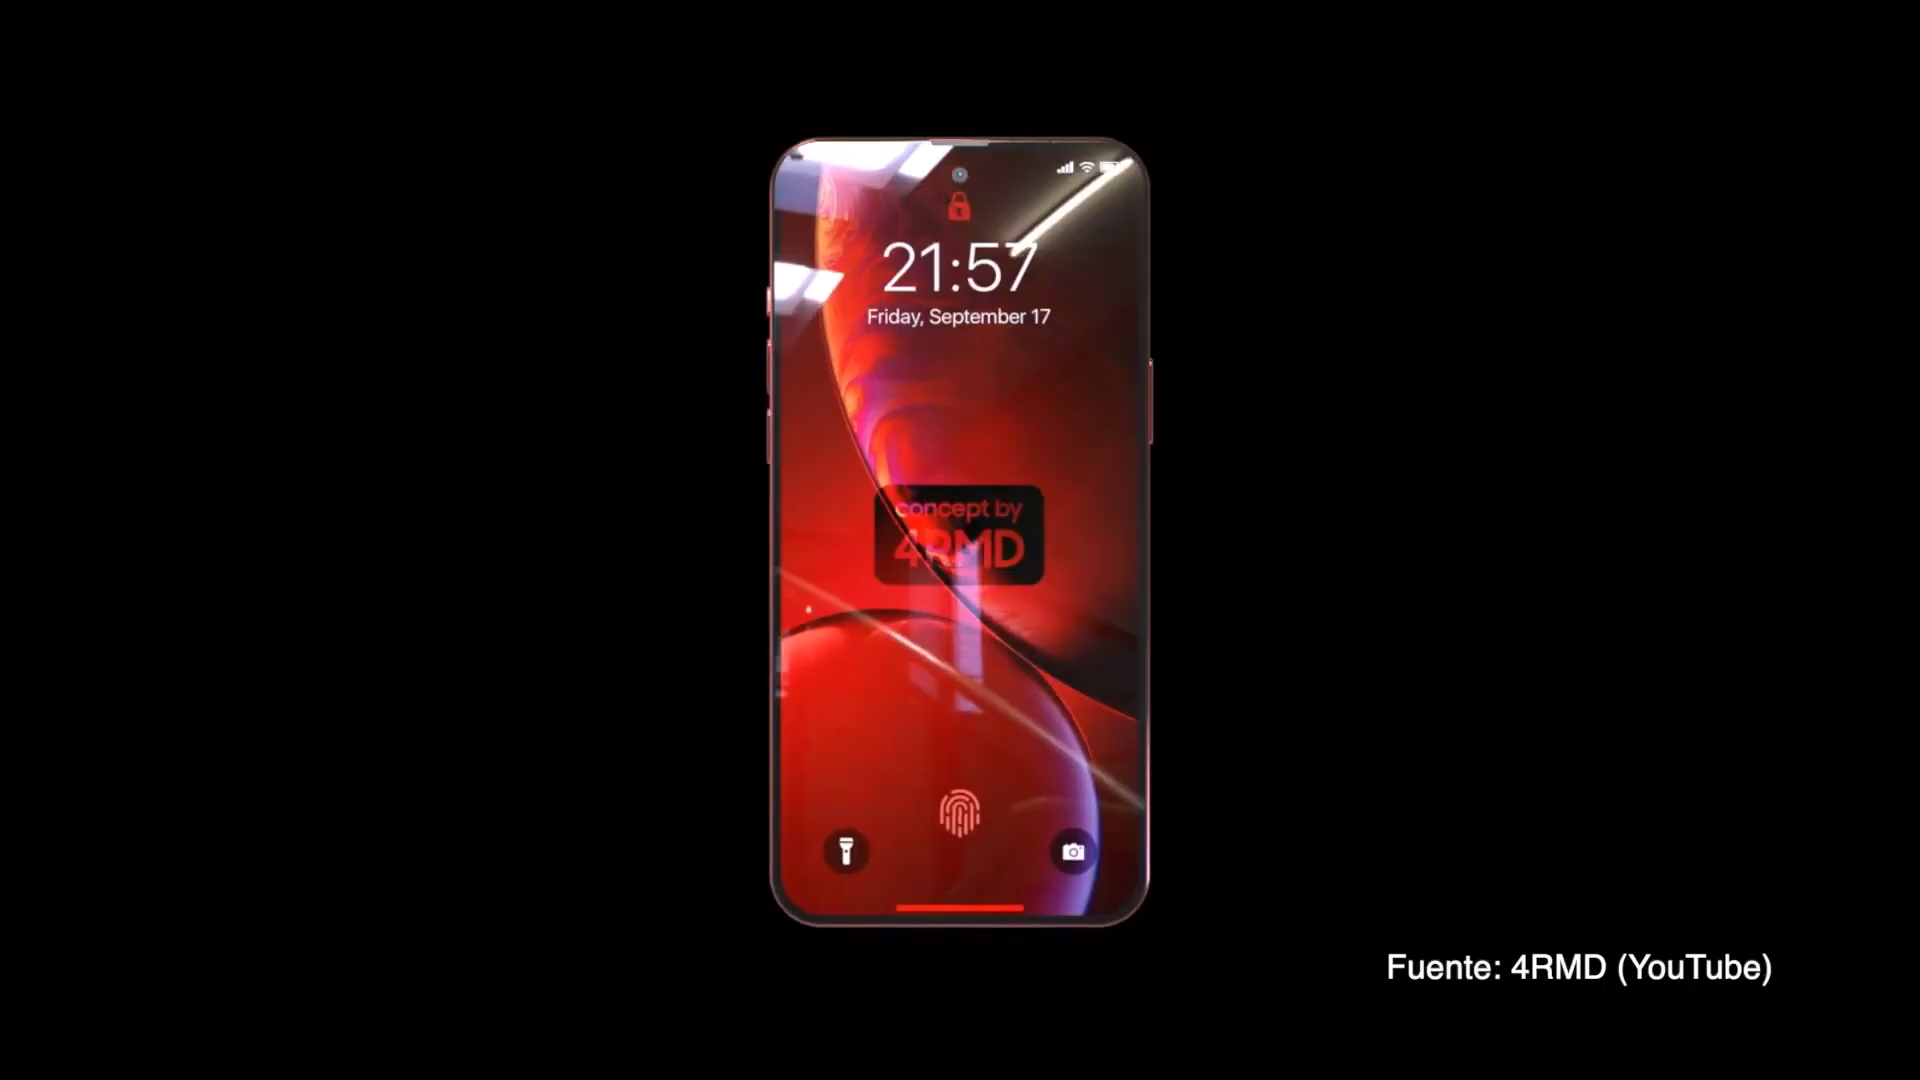 21:57
Friday, September 17
concept by
4RMD
Fuente: 4RMD (YouTube)